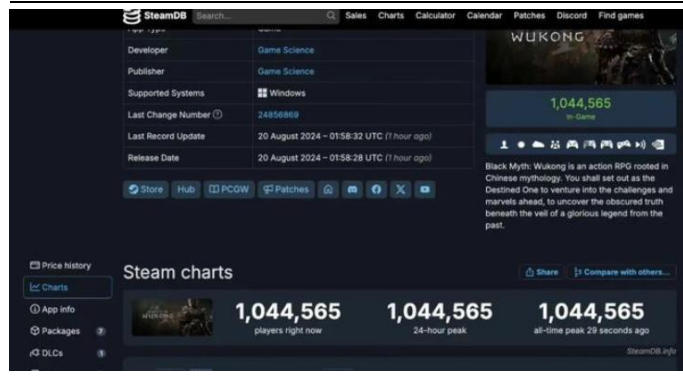 SteamDB Search... Sales Charts Calculator Calendar Patches Discord Find games
WUKONG
Developer Game Science
Publisher Game Science
Supported Systems Windows
Last Change Number 24856869
Last Record Update 20 August 2024 – 01:58:32 UTC (1 hour ago)
Release Date 20 August 2024 – 01:58:28 UTC (1 hour ago)
Store Hub PCGW Patches
1,044,565
In-Game
Black Myth: Wukong is an action RPG rooted in
Chinese mythology. You shall set out as the
Destined One to venture into the challenges and
marvels ahead, to uncover the obscured truth
beneath the veil of a glorious legend from the
past.
Price history
Charts
App info
Packages 7
DLCs 1
Steam charts
Share
Compare with others...
WUKONG
1,044,565 1,044,565 1,044,565
players right now 24-hour peak all-time peak 29 seconds ago
SteamDB.info